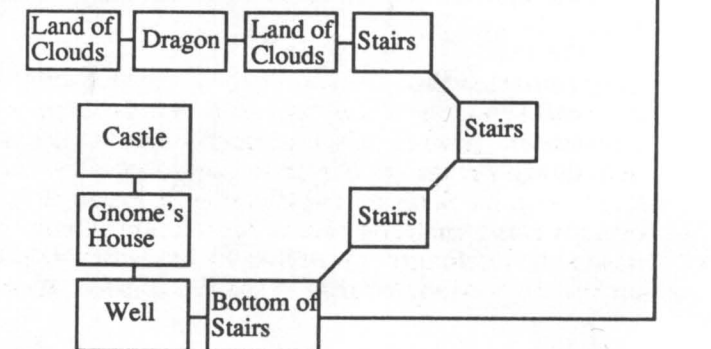 Land of
Clouds
Dragon
Land of
Clouds
Stairs
Castle
Stairs
Gnome's
House
Stairs
Well
Bottom of
Stairs